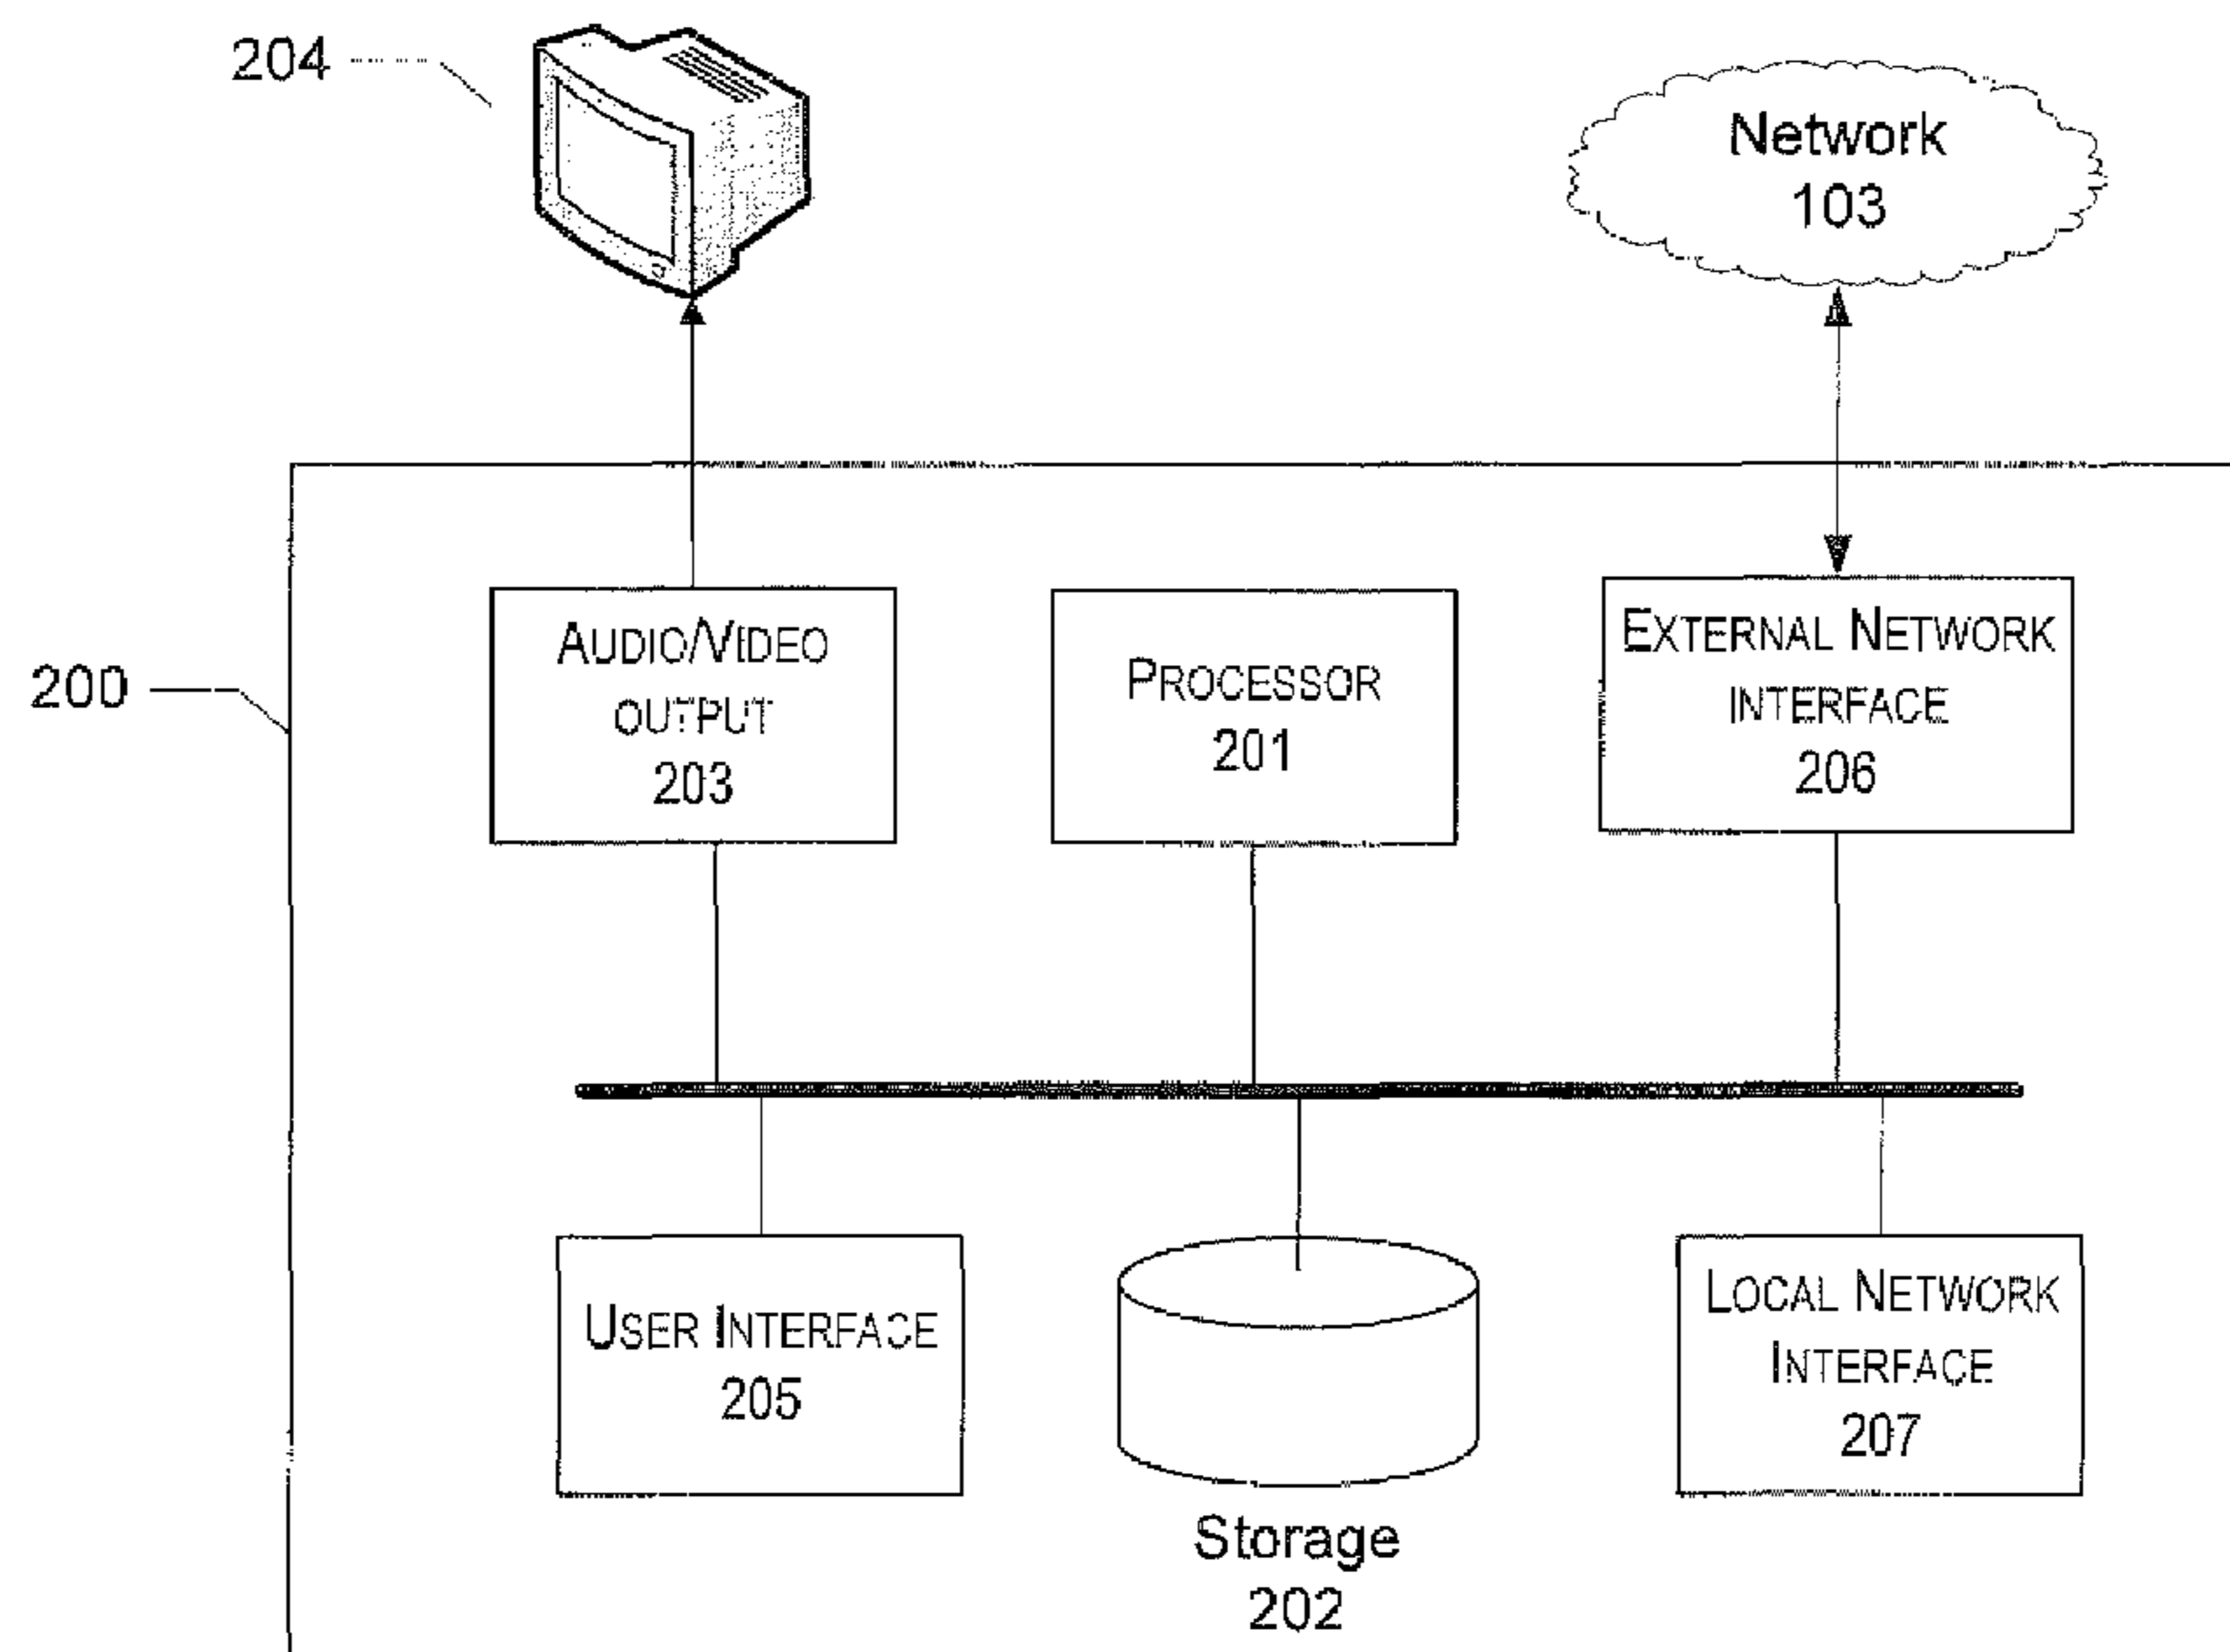 204
Network
103
200
AUDIO/VIDEO
OUTPUT
203
PROCESSOR
201
EXTERNAL NETWORK
INTERFACE
206
USER INTERFACE
205
LOCAL NETWORK
INTERFACE
207
Storage
202